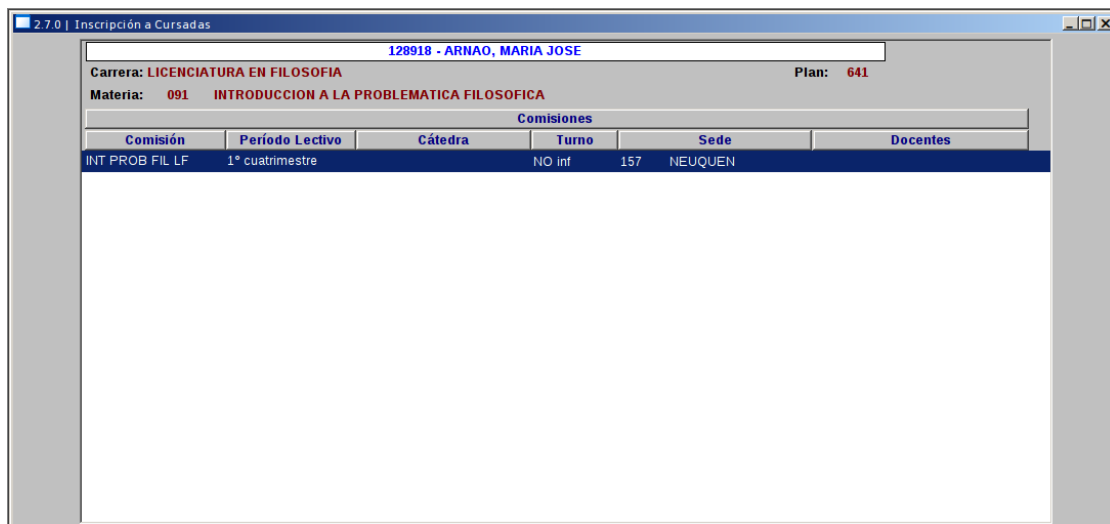 2.7.0 | Inscripción a Cursadas
128918 - ARNAO, MARIA JOSE
Carrera: LICENCIATURA EN FILOSOFIA Plan: 641
Materia: 091 INTRODUCCION A LA PROBLEMATICA FILOSOFICA
Comisiones
Comisión Período Lectivo Cátedra Turno Sede Docentes
INT PROB FIL LF 1º cuatrimestre NO inf 157 NEUQUEN